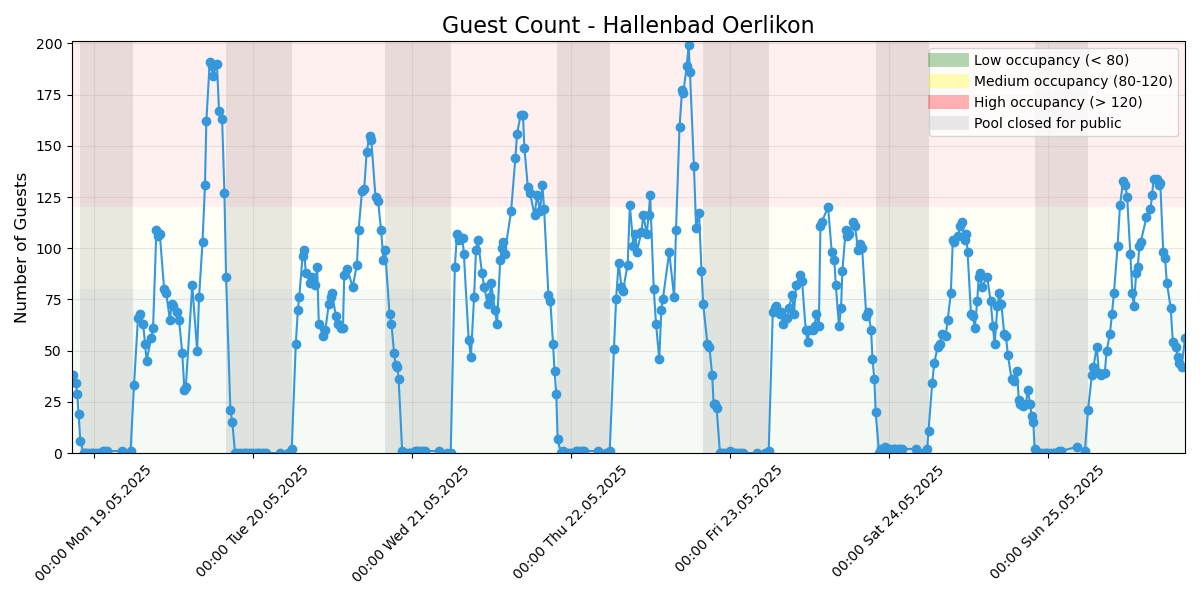 Guest Count - Hallenbad Oerlikon
Number of Guests
200
175
150
125
100
75
50
25
0
Low occupancy (< 80)
Medium occupancy (80-120)
High occupancy (> 120)
Pool closed for public
00:00 Mon 19.05.2025
00:00 Tue 20.05.2025
00:00 Wed 21.05.2025
00:00 Thu 22.05.2025
00:00 Fri 23.05.2025
00:00 Sat 24.05.2025
00:00 Sun 25.05.2025